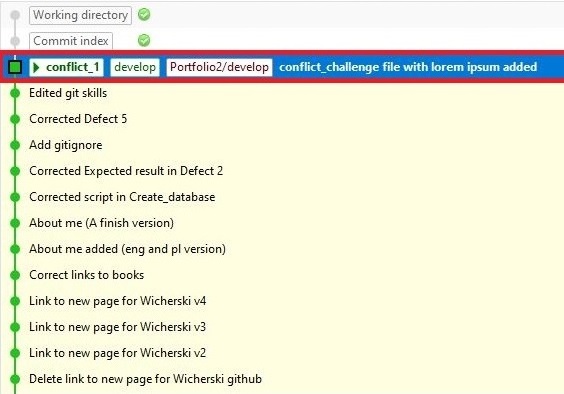 Working directory
Commit index
conflict_1 develop Portfolio2/develop conflict_challenge file with lorem ipsum added
Edited git skills
Corrected Defect 5
Add gitignore
Corrected Expected result in Defect 2
Corrected script in Create_database
About me (A finish version)
About me added (eng and pl version)
Correct links to books
Link to new page for Wicherski v4
Link to new page for Wicherski v3
Link to new page for Wicherski v2
Delete link to new page for Wicherski github